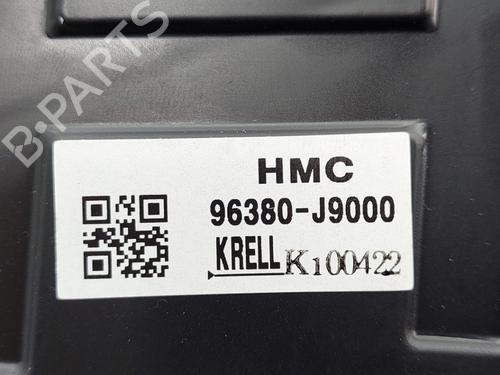 B-PARTS
HMC
96380-J9000
KRELL K100422